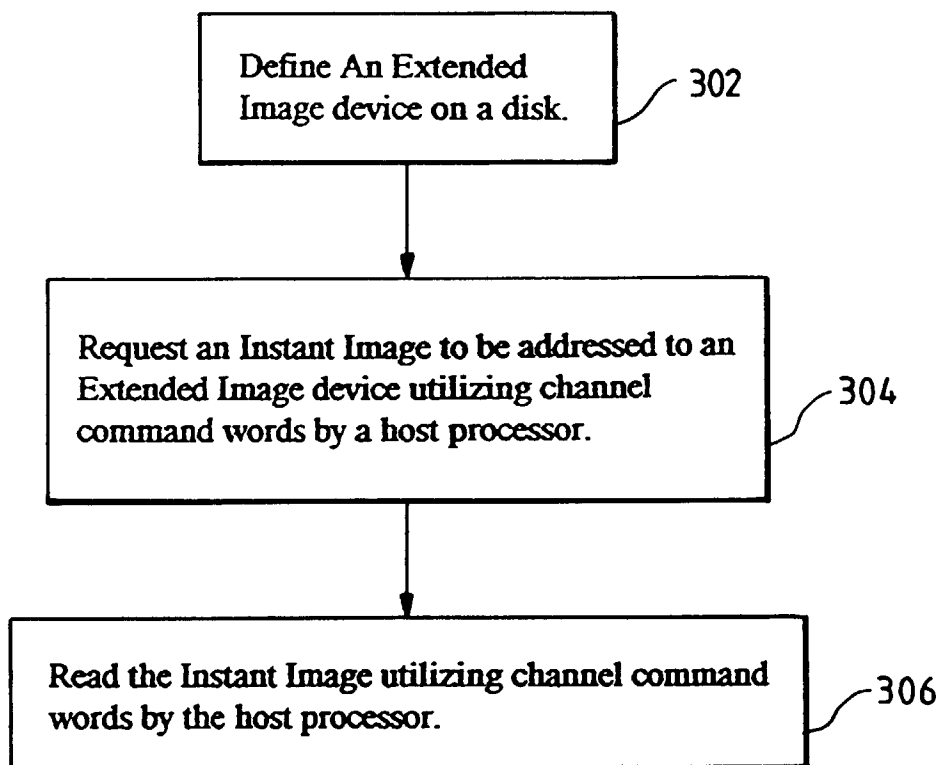 Define An Extended
Image device on a disk.
302
Request an Instant Image to be addressed to an
Extended Image device utilizing channel
command words by a host processor.
304
Read the Instant Image utilizing channel command
words by the host processor.
306